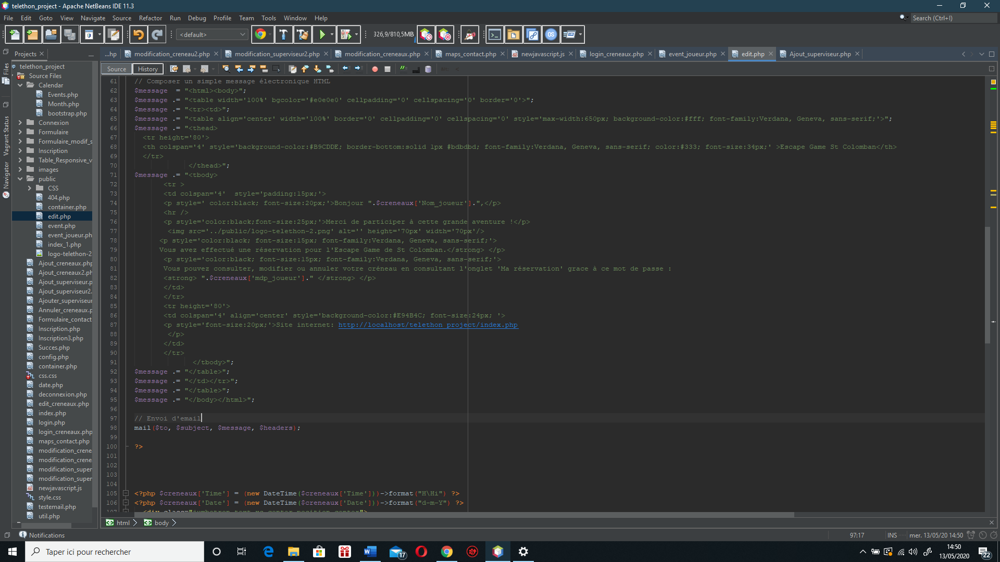 telethon_project - Apache NetBeans IDE 11.3
File Edit Goto View Navigate Source Refactor Run Debug Profile Team Tools Window Help
Search (Ctrl+I)
<default>
326,9/810,5MB
Projects
...hp modification_creneau2.php modification_superviseur2.php modification_creneaux.php maps_contact.php newjavascript.js login_creneaux.php event_joueur.php edit.php Ajout_superviseur.php
Source History
Files
Vagrant Status
Navigator
telethon_project
Source Files
Calendar
Events.php
Month.php
bootstrap.php
Connexion
Formulaire
Formulaire_modif_s
Inscription
Table_Responsive_v
images
public
CSS
404.php
container.php
edit.php
event.php
event_joueur.ph
index_1.php
logo-telethon-2
Ajout_creneaux.php
Ajout_creneaux2.ph
Ajout_superviseur.p
Ajout_superviseur2.
Ajouter_superviseur
Annuler_creneaux.p
Formulaire_contact
Inscription.php
Inscription3.php
Succes.php
config.php
container.php
css.css
date.php
deconnexion.php
edit_creneaux.php
index.php
login.php
login_creneaux.php
maps_contact.php
modification_crene
modification_crene
modification_super
modification_super
newjavascript.js
style.css
testemail.php
util.php
61 // Composer un simple message électronique HTML
62 $message  = "<html><body>";
63 $message .= "<table width='100%' bgcolor='#e0e0e0' cellpadding='0' cellspacing='0' border='0'>";
64 $message .= "<tr><td>";
65 $message .= "<table align='center' width='100%' border='0' cellpadding='0' cellspacing='0' style='max-width:650px; background-color:#fff; font-family:Verdana, Geneva, sans-serif;'>";
66 $message .= "<thead>
67 <tr height='80'>
68 <th colspan='4' style='background-color:#B9CDDE; border-bottom:solid 1px #bdbdbd; font-family:Verdana, Geneva, sans-serif; color:#333; font-size:34px;' >Escape Game St Colomban</th>
69 </tr>
70 </thead>";
71 $message .= "<tbody>
72 <tr >
73 <td colspan='4'  style='padding:15px;'>
74 <p style=' color:black; font-size:20px;'>Bonjour ".$creneaux['Nom_joueur'].",</p>
75 <hr />
76 <p style='color:black;font-size:25px;'>Merci de participer à cette grande aventure !</p>
77 <img src='../public/logo-telethon-2.png' alt='' height='70px' width='70px'/>
78 <p style='color:black; font-size:15px; font-family:Verdana, Geneva, sans-serif;'>
79 Vous avez effectué une réservation pour l'Escape Game de St Colomban.</strong> </p>
80 <p style='color:black; font-size:15px; font-family:Verdana, Geneva, sans-serif;'>
81 Vous pouvez consulter, modifier ou annuler votre créneau en consultant l'onglet 'Ma réservation' grace à ce mot de passe :
82 <strong> ".$creneaux['mdp_joueur']." </strong> </p>
83 </td>
84 </tr>
85 <tr height='80'>
86 <td colspan='4' align='center' style='background-color:#E94B4C; font-size:24px; '>
87 <p style='font-size:20px;'>Site internet: http://localhost/telethon_project/index.php
88 </p>
89 </td>
90 </tr>
91 </tbody>";
92 $message .= "</table>";
93 $message .= "</td></tr>";
94 $message .= "</table>";
95 $message .= "</body></html>";
96
97 // Envoi d'email
98 mail($to, $subject, $message, $headers);
99
100 ?>
101
102
103
104
105 <?php $creneaux['Time'] = (new DateTime($creneaux['Time']))->format("H\Hi") ?>
106 <?php $creneaux['Date'] = (new DateTime($creneaux['Date']))->format("d-m-Y") ?>
107 <div class="jumbotron text-xs-center position-center">
html body
Notifications
97:17 INS mer. 13/05/20 14:50
Taper ici pour rechercher
17
14:50
13/05/2020
22